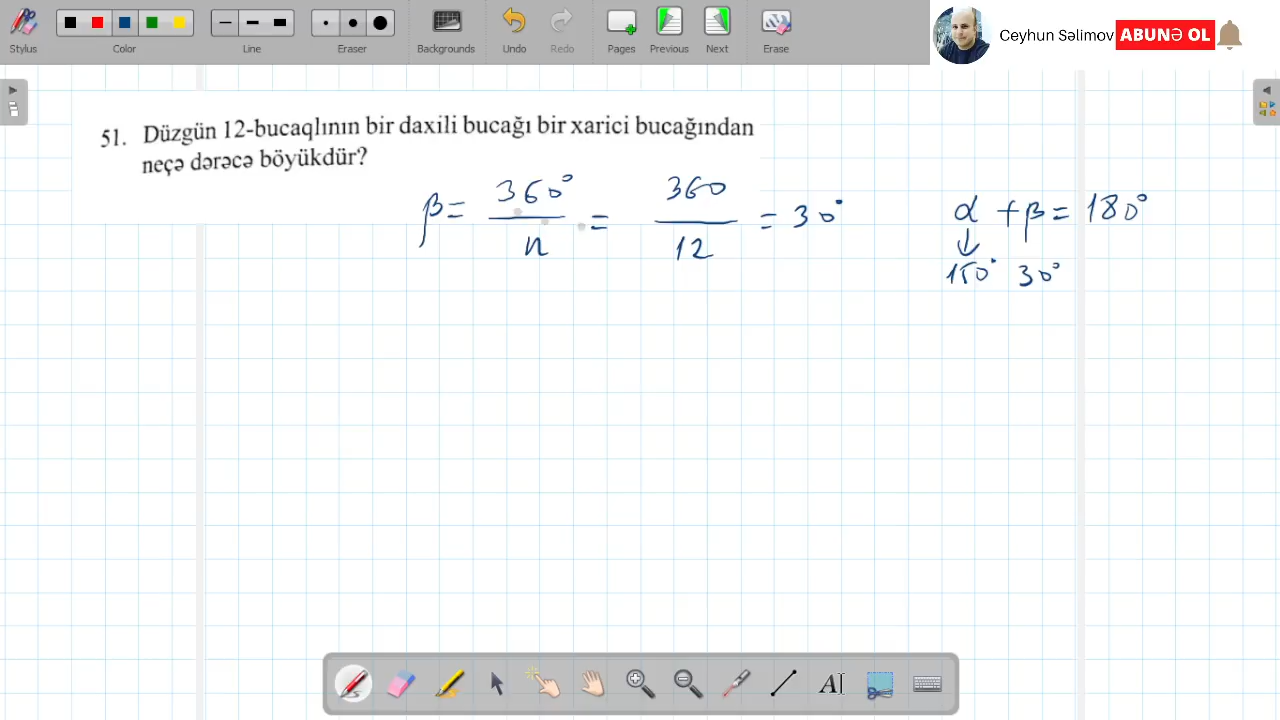 Stylus Color Line Eraser Backgrounds Undo Redo Pages Previous Next Erase
Ceyhun Səlimov ABUNƏ OL
51. Düzgün 12-bucaqlının bir daxili bucağı bir xarici bucağından
neçə dərəcə böyükdür?
β = 360° / n = 360 / 12 = 30°
α + β = 180°
150° 30°
AI